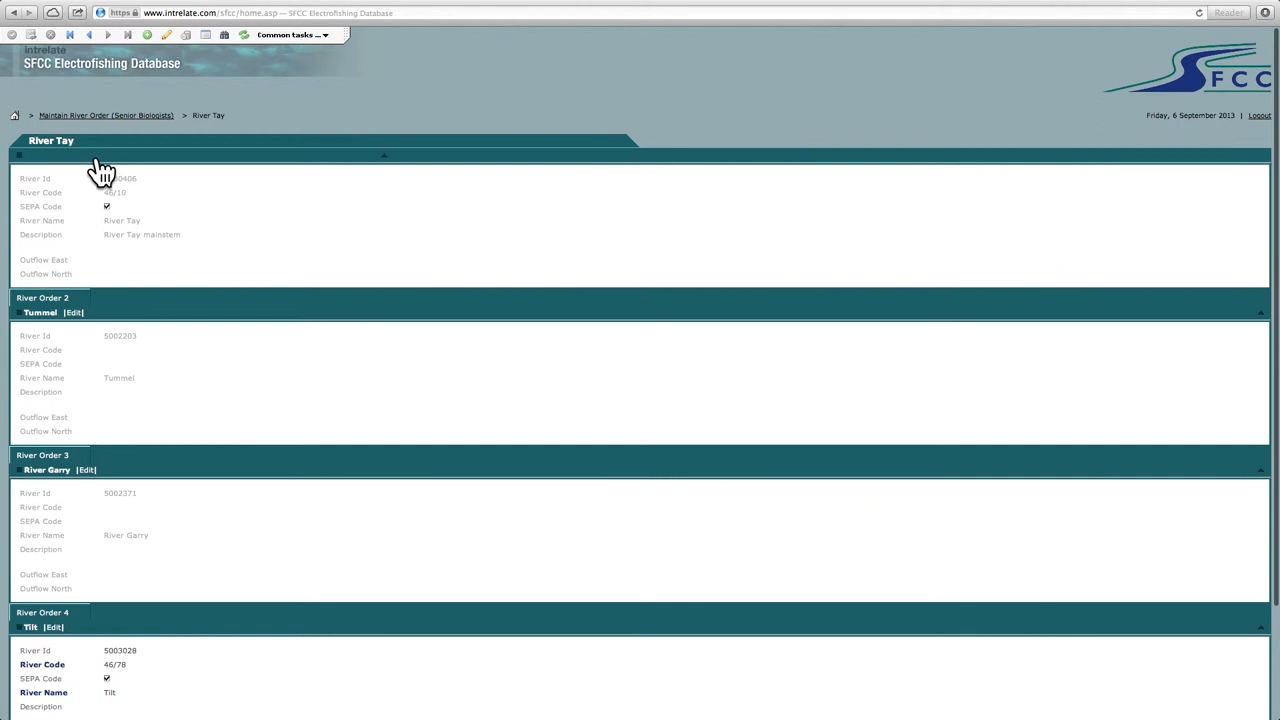 https www.intrelate.com/sfcc/home.asp — SFCC Electrofishing Database
Reader
Common tasks ...
intrelate
SFCC Electrofishing Database
SFCC
> Maintain River Order (Senior Biologists) > River Tay
Friday, 6 September 2013 | Logout
River Tay
River Id
River Code 46/10
SEPA Code
River Name River Tay
Description River Tay mainstem
Outflow East
Outflow North
River Order 2
Tummel |Edit|
River Id 5002203
River Code
SEPA Code
River Name Tummel
Description
Outflow East
Outflow North
River Order 3
River Garry |Edit|
River Id 5002371
River Code
SEPA Code
River Name River Garry
Description
Outflow East
Outflow North
River Order 4
Tilt |Edit|
River Id 5003028
River Code 46/78
SEPA Code
River Name Tilt
Description